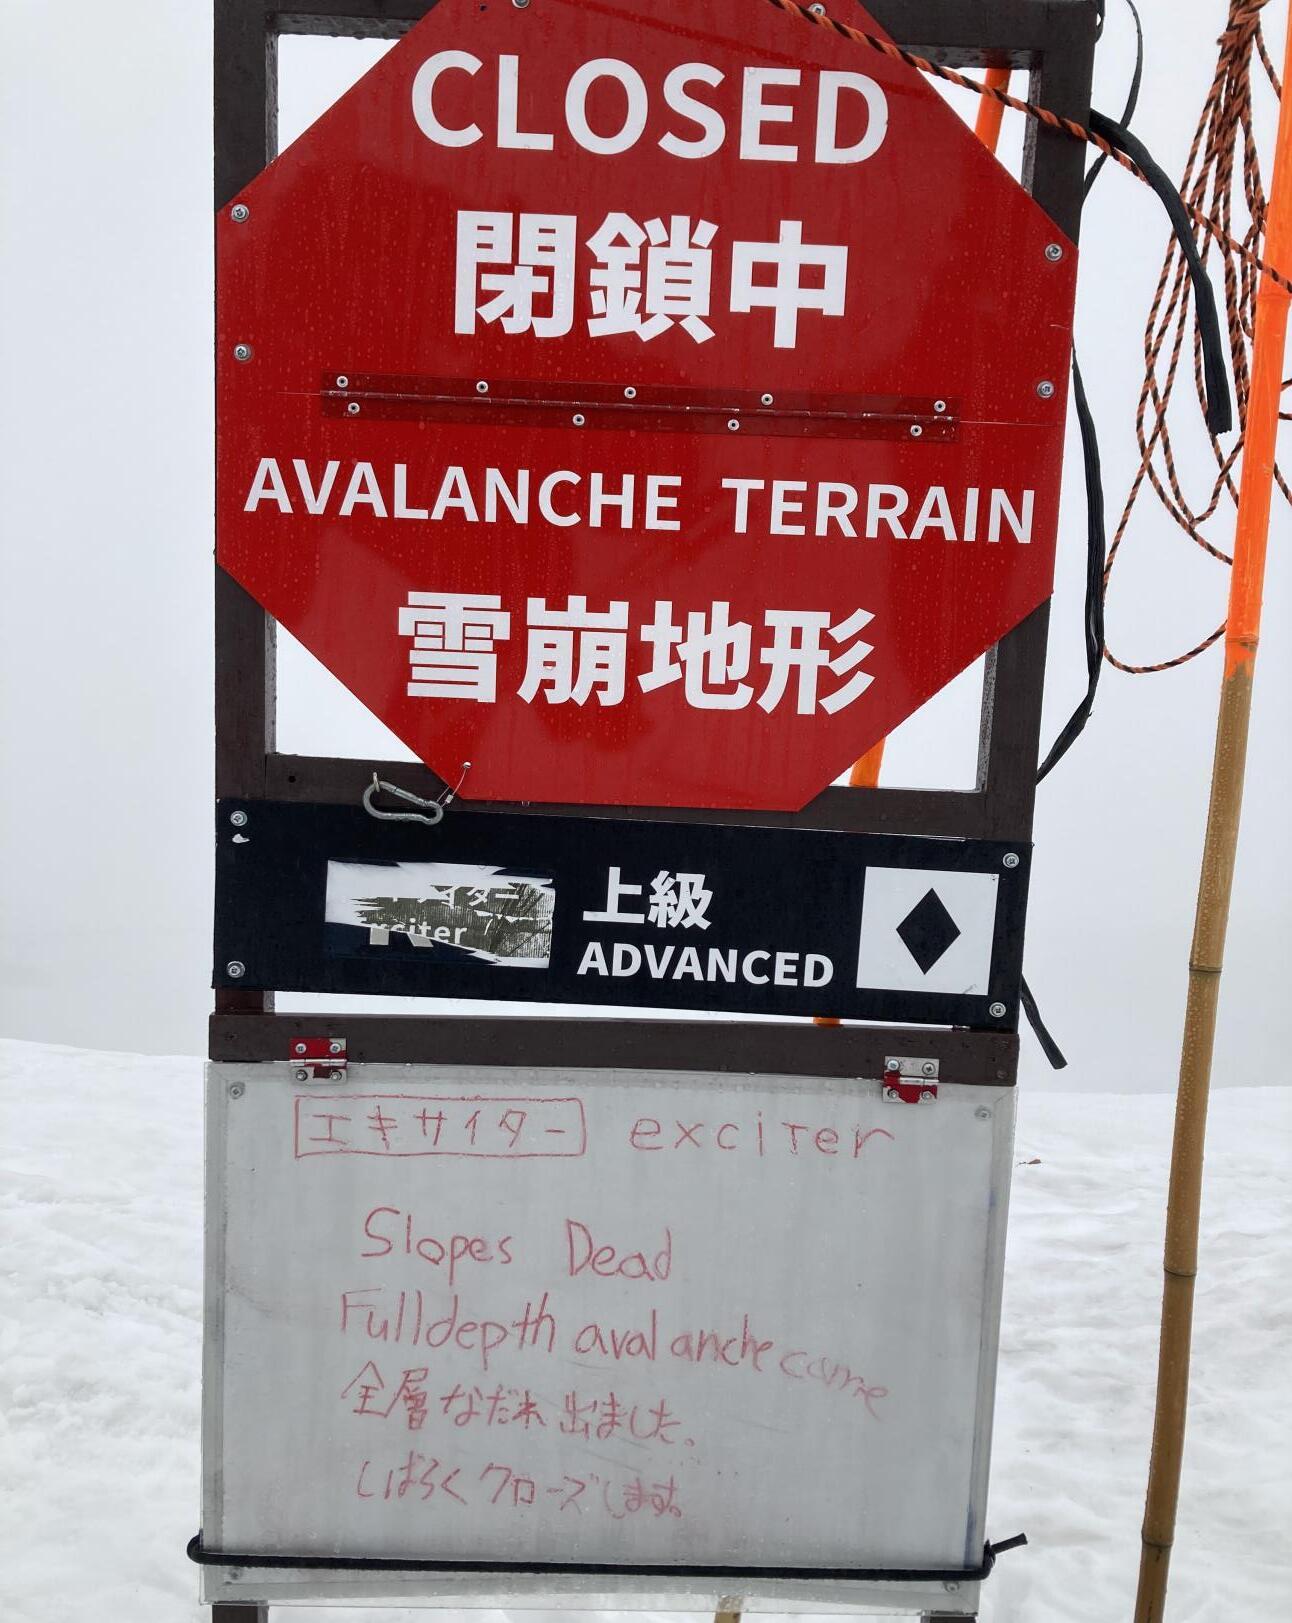 CLOSED
閉鎖中
AVALANCHE TERRAIN
雪崩地形
上級
ADVANCED
エキサイター exciter
Slopes Dead
Fulldepth avalanche came
全層なだれ出ました。
しばらくクローズします。